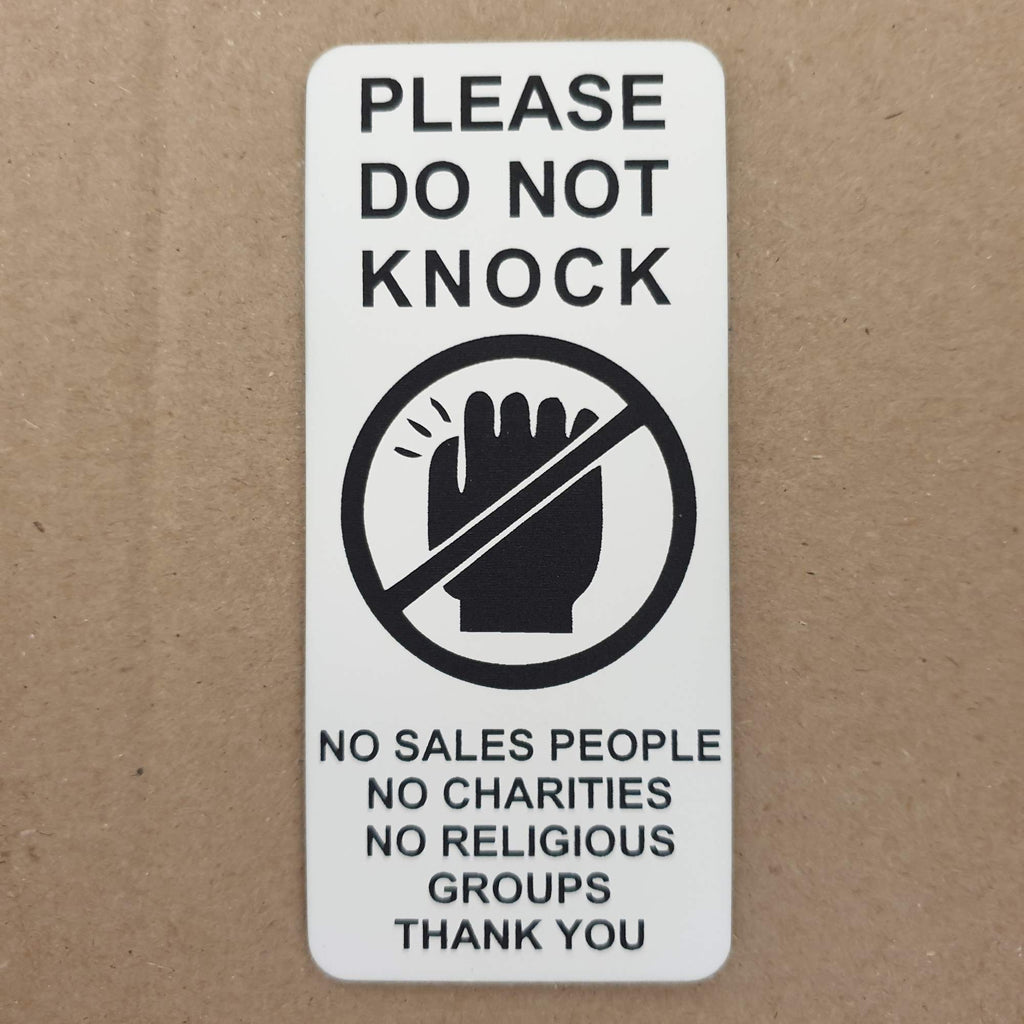 PLEASE
DO NOT
KNOCK
NO SALES PEOPLE
NO CHARITIES
NO RELIGIOUS
GROUPS
THANK YOU